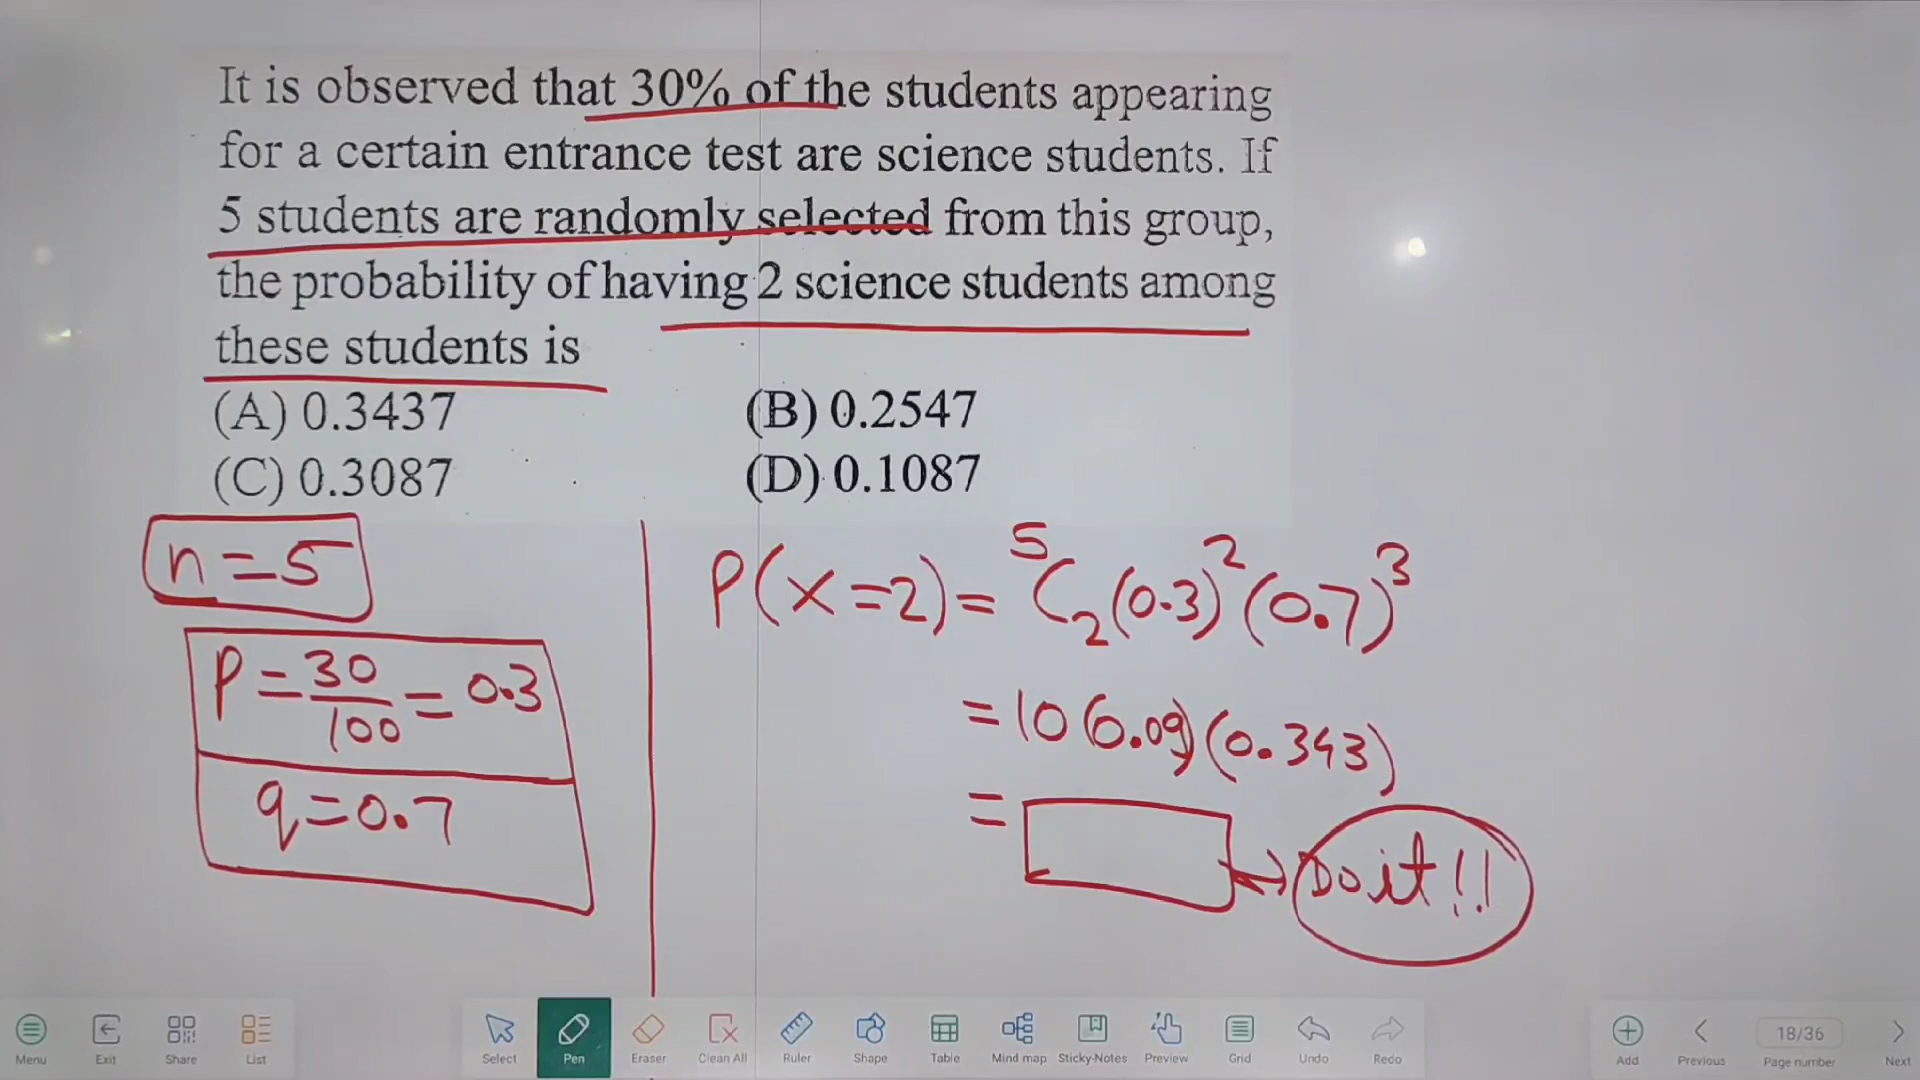 It is observed that 30% of the students appearing
for a certain entrance test are science students. If
5 students are randomly selected from this group,
the probability of having 2 science students among
these students is
(A) 0.3437 (B) 0.2547
(C) 0.3087 (D) 0.1087
n=5
P=30/100=0.3
q=0.7
P(x=2)= ⁵C₂(0.3)²(0.7)³
=10(0.09)(0.343)
=
Do it!!
Menu Exit Share List Select Pen Eraser Clean All Ruler Shape Table Mind map Sticky-Notes Preview Grid Undo Redo Add Previous 18/36 Page number Next